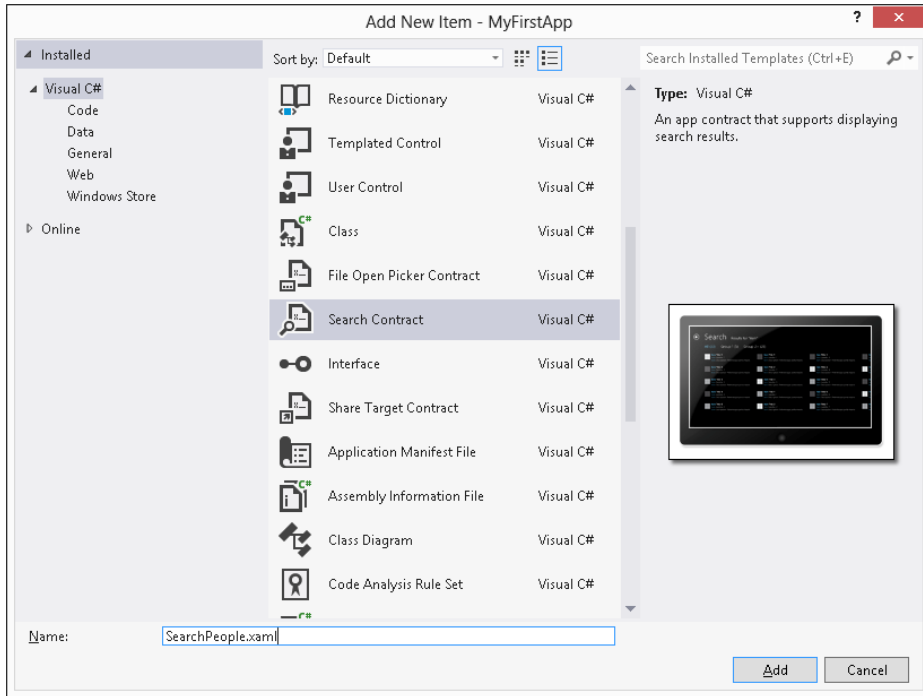 Add New Item - MyFirstApp
?
Installed
Sort by: Default
Search Installed Templates (Ctrl+E)
Visual C#
Code
Data
General
Web
Windows Store
Online
Resource Dictionary Visual C#
Templated Control Visual C#
User Control Visual C#
C#
Class Visual C#
File Open Picker Contract Visual C#
Search Contract Visual C#
Interface Visual C#
Share Target Contract Visual C#
Application Manifest File Visual C#
C#
Assembly Information File Visual C#
Class Diagram Visual C#
Code Analysis Rule Set Visual C#
C#
Type: Visual C#
An app contract that supports displaying
search results.
Search
Name: SearchPeople.xaml
Add Cancel